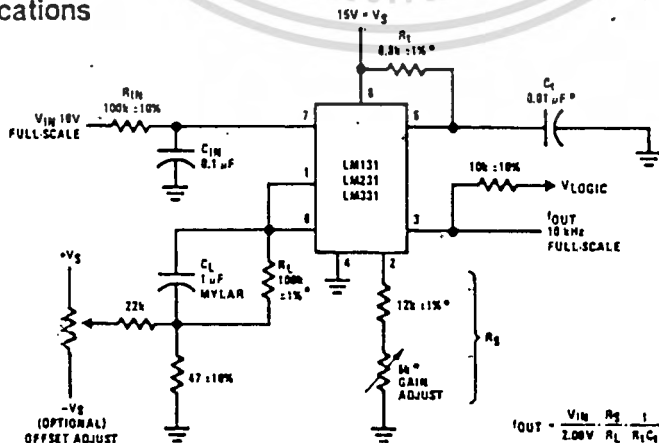 cations
15V = VS
Rt
6.8k ±1%*
8
RIN
100k ±10%
VIN 10V
FULL-SCALE
7
5
Ct
0.01 µF*
CIN
0.1 µF
LM131
LM231
LM331
10k ±10%
VLOGIC
1
6
3
fOUT
10 kHz
FULL-SCALE
4
2
+VS
CL
1 µF
MYLAR
RL
100k
±1%*
22k
12k ±1%*
RS
47 ±10%
GAIN
ADJUST
-VS
(OPTIONAL)
OFFSET ADJUST
fOUT = VIN/2.09V · RS/RL · 1/RtCt